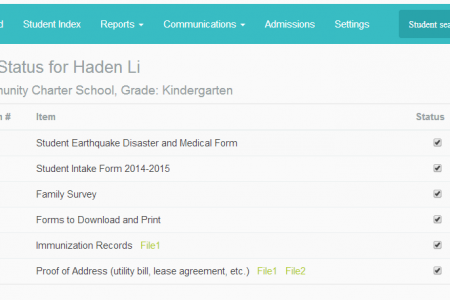 d Student Index Reports Communications Admissions Settings Student sea
Status for Haden Li
nunity Charter School, Grade: Kindergarten
n # Item Status
Student Earthquake Disaster and Medical Form
Student Intake Form 2014-2015
Family Survey
Forms to Download and Print
Immunization Records File1
Proof of Address (utility bill, lease agreement, etc.) File1 File2